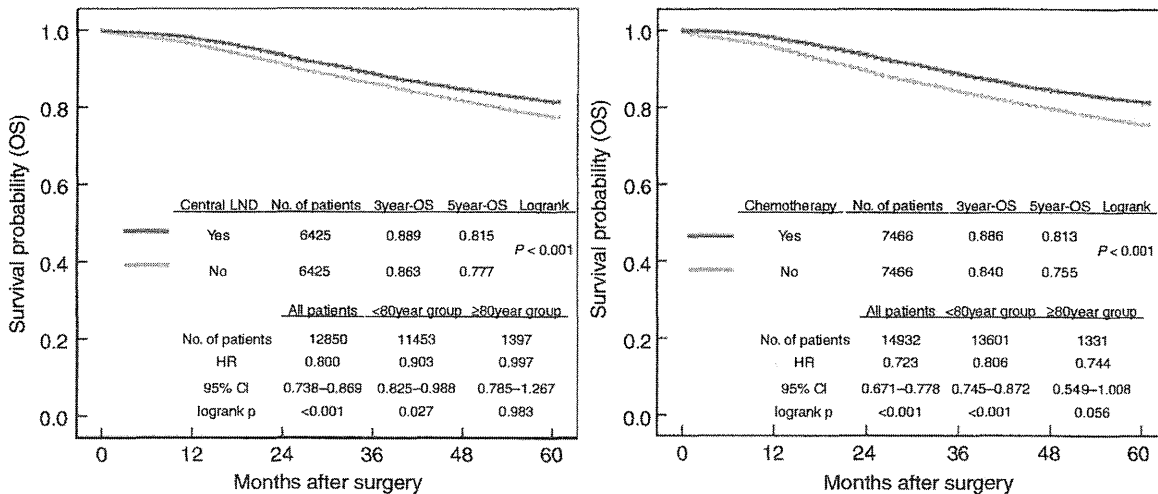 1.0
0.8
0.6
0.4
0.2
0.0
Survival probability (OS)
Central LND No. of patients 3year-OS 5year-OS Logrank
Yes 6425 0.889 0.815
P < 0.001
No 6425 0.863 0.777
All patients <80year group ≥80year group
No. of patients 12850 11453 1397
HR 0.800 0.903 0.997
95% CI 0.738–0.869 0.825–0.988 0.785–1.267
logrank p <0.001 0.027 0.983
0 12 24 36 48 60
Months after surgery
1.0
0.8
0.6
0.4
0.2
0.0
Survival probability (OS)
Chemotherapy No. of patients 3year-OS 5year-OS Logrank
Yes 7466 0.886 0.813
P < 0.001
No 7466 0.840 0.755
All patients <80year group ≥80year group
No. of patients 14932 13601 1331
HR 0.723 0.806 0.744
95% CI 0.671–0.778 0.745–0.872 0.549–1.008
logrank p <0.001 <0.001 0.056
0 12 24 36 48 60
Months after surgery